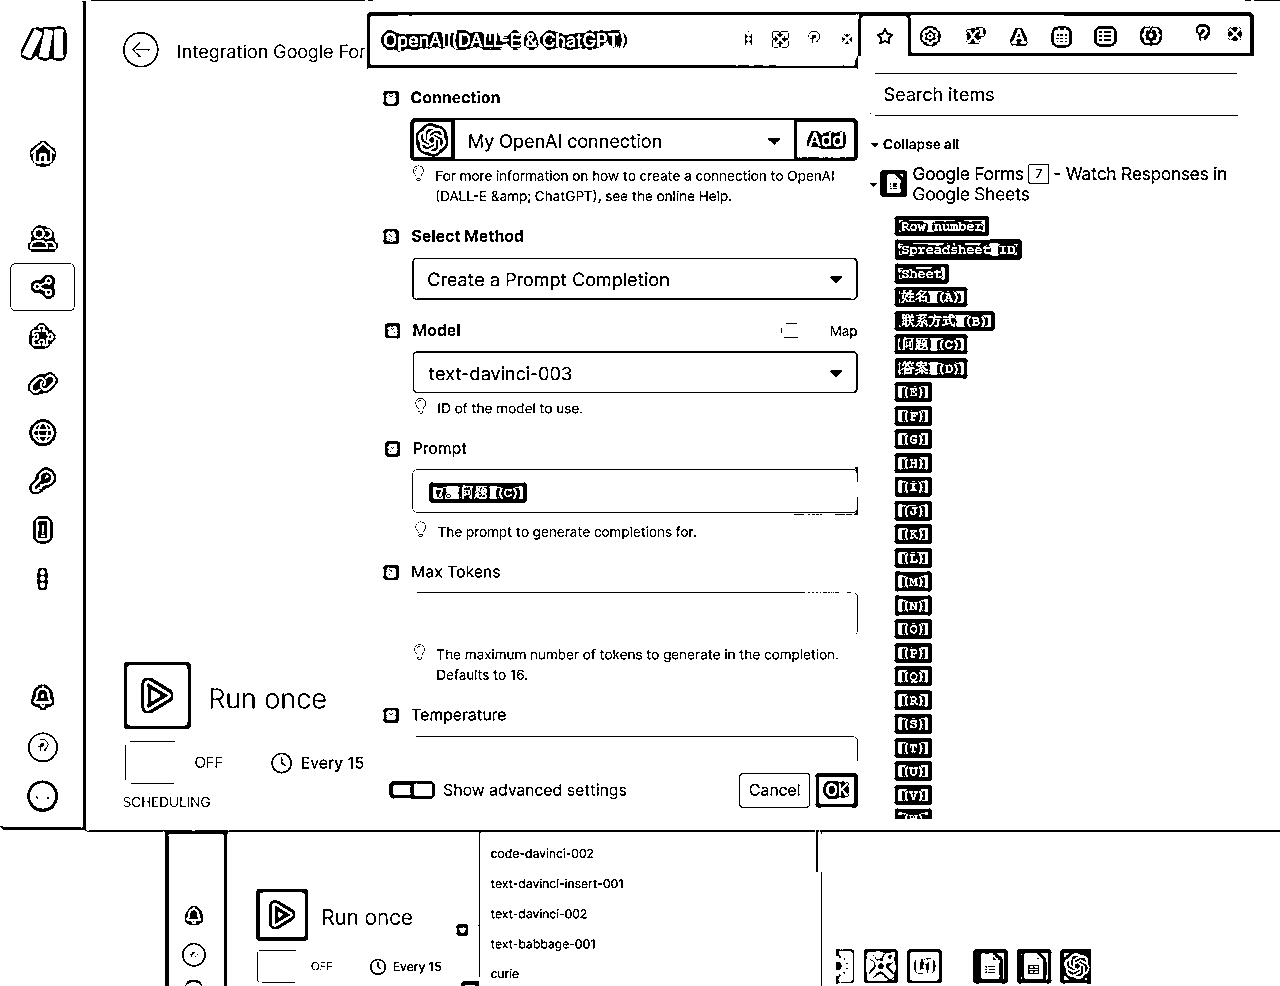 Integration Google For
OpenAI (DALL-E & ChatGPT)
Connection
My OpenAI connection
Add
For more information on how to create a connection to OpenAI
(DALL-E &amp; ChatGPT), see the online Help.
Select Method
Create a Prompt Completion
Model
Map
text-davinci-003
ID of the model to use.
Prompt
7。问题 (C)
The prompt to generate completions for.
Max Tokens
The maximum number of tokens to generate in the completion.
Defaults to 16.
Temperature
Show advanced settings
Cancel
OK
Run once
OFF
Every 15
SCHEDULING
Search items
Collapse all
Google Forms 7 - Watch Responses in
Google Sheets
Row number
Spreadsheet ID
Sheet
姓名 (A)
联系方式 (B)
问题 (C)
答案 (D)
(E)
(F)
(G)
(H)
(I)
(J)
(K)
(L)
(M)
(N)
(O)
(P)
(Q)
(R)
(S)
(T)
(U)
(V)
Run once
OFF
Every 15
code-davinci-002
text-davinci-insert-001
text-davinci-002
text-babbage-001
curie